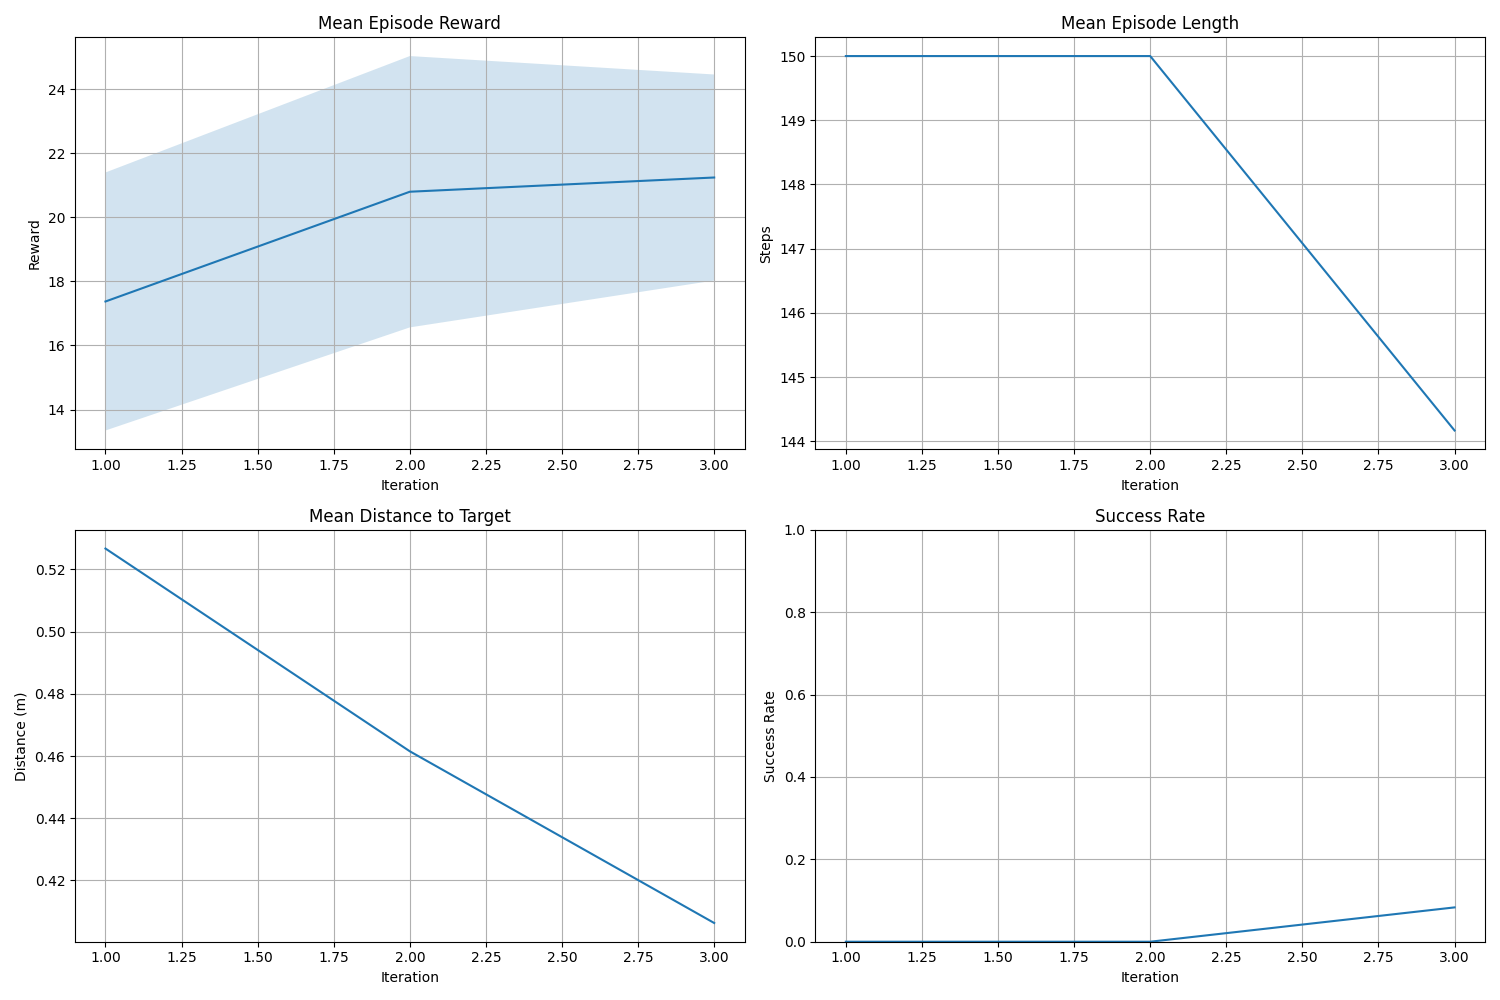 Mean Episode Reward
Reward
24
22
20
18
16
14
1.00 1.25 1.50 1.75 2.00 2.25 2.50 2.75 3.00
Iteration
Mean Episode Length
Steps
150
149
148
147
146
145
144
1.00 1.25 1.50 1.75 2.00 2.25 2.50 2.75 3.00
Iteration
Mean Distance to Target
Distance (m)
0.52
0.50
0.48
0.46
0.44
0.42
1.00 1.25 1.50 1.75 2.00 2.25 2.50 2.75 3.00
Iteration
Success Rate
Success Rate
1.0
0.8
0.6
0.4
0.2
0.0
1.00 1.25 1.50 1.75 2.00 2.25 2.50 2.75 3.00
Iteration